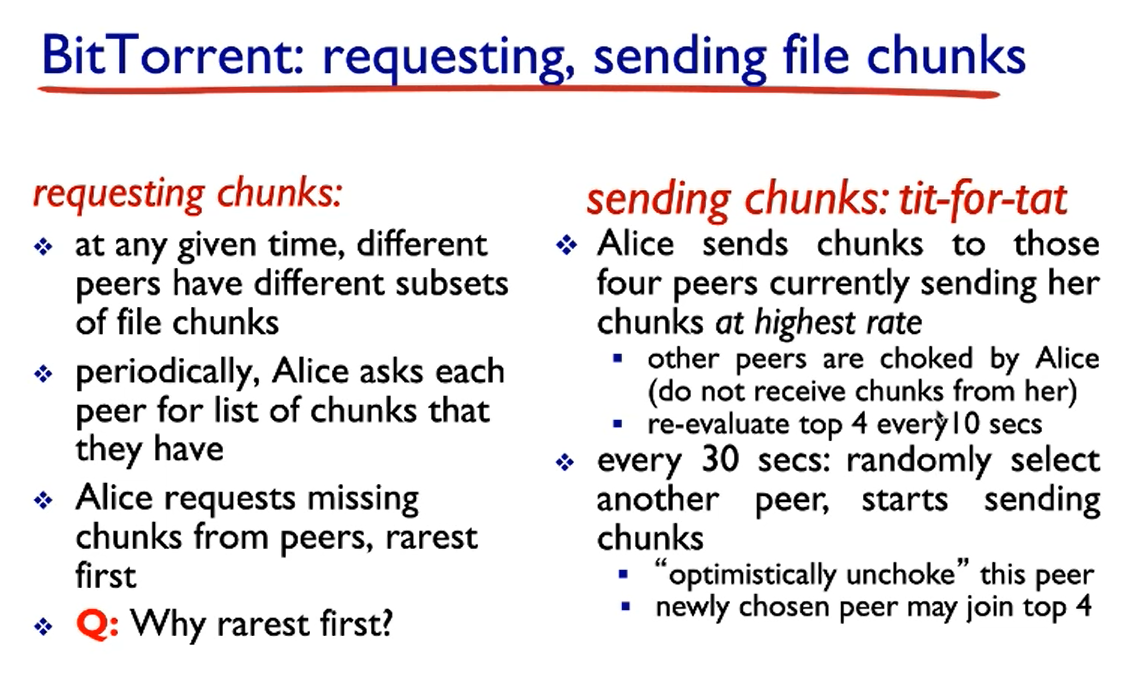 BitTorrent: requesting, sending file chunks
requesting chunks:
at any given time, different
peers have different subsets
of file chunks
periodically, Alice asks each
peer for list of chunks that
they have
Alice requests missing
chunks from peers, rarest
first
Q: Why rarest first?
sending chunks: tit-for-tat
Alice sends chunks to those
four peers currently sending her
chunks at highest rate
other peers are choked by Alice
(do not receive chunks from her)
re-evaluate top 4 every 10 secs
every 30 secs: randomly select
another peer, starts sending
chunks
“optimistically unchoke” this peer
newly chosen peer may join top 4